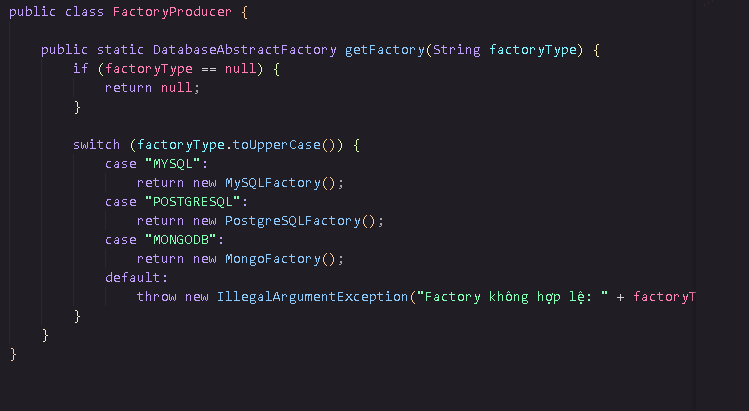 public class FactoryProducer {
public static DatabaseAbstractFactory getFactory(String factoryType) {
if (factoryType == null) {
return null;
}
switch (factoryType.toUpperCase()) {
case "MYSQL":
return new MySQLFactory();
case "POSTGRESQL":
return new PostgreSQLFactory();
case "MONGODB":
return new MongoFactory();
default:
throw new IllegalArgumentException("Factory không hợp lệ: " + factoryT
}
}
}